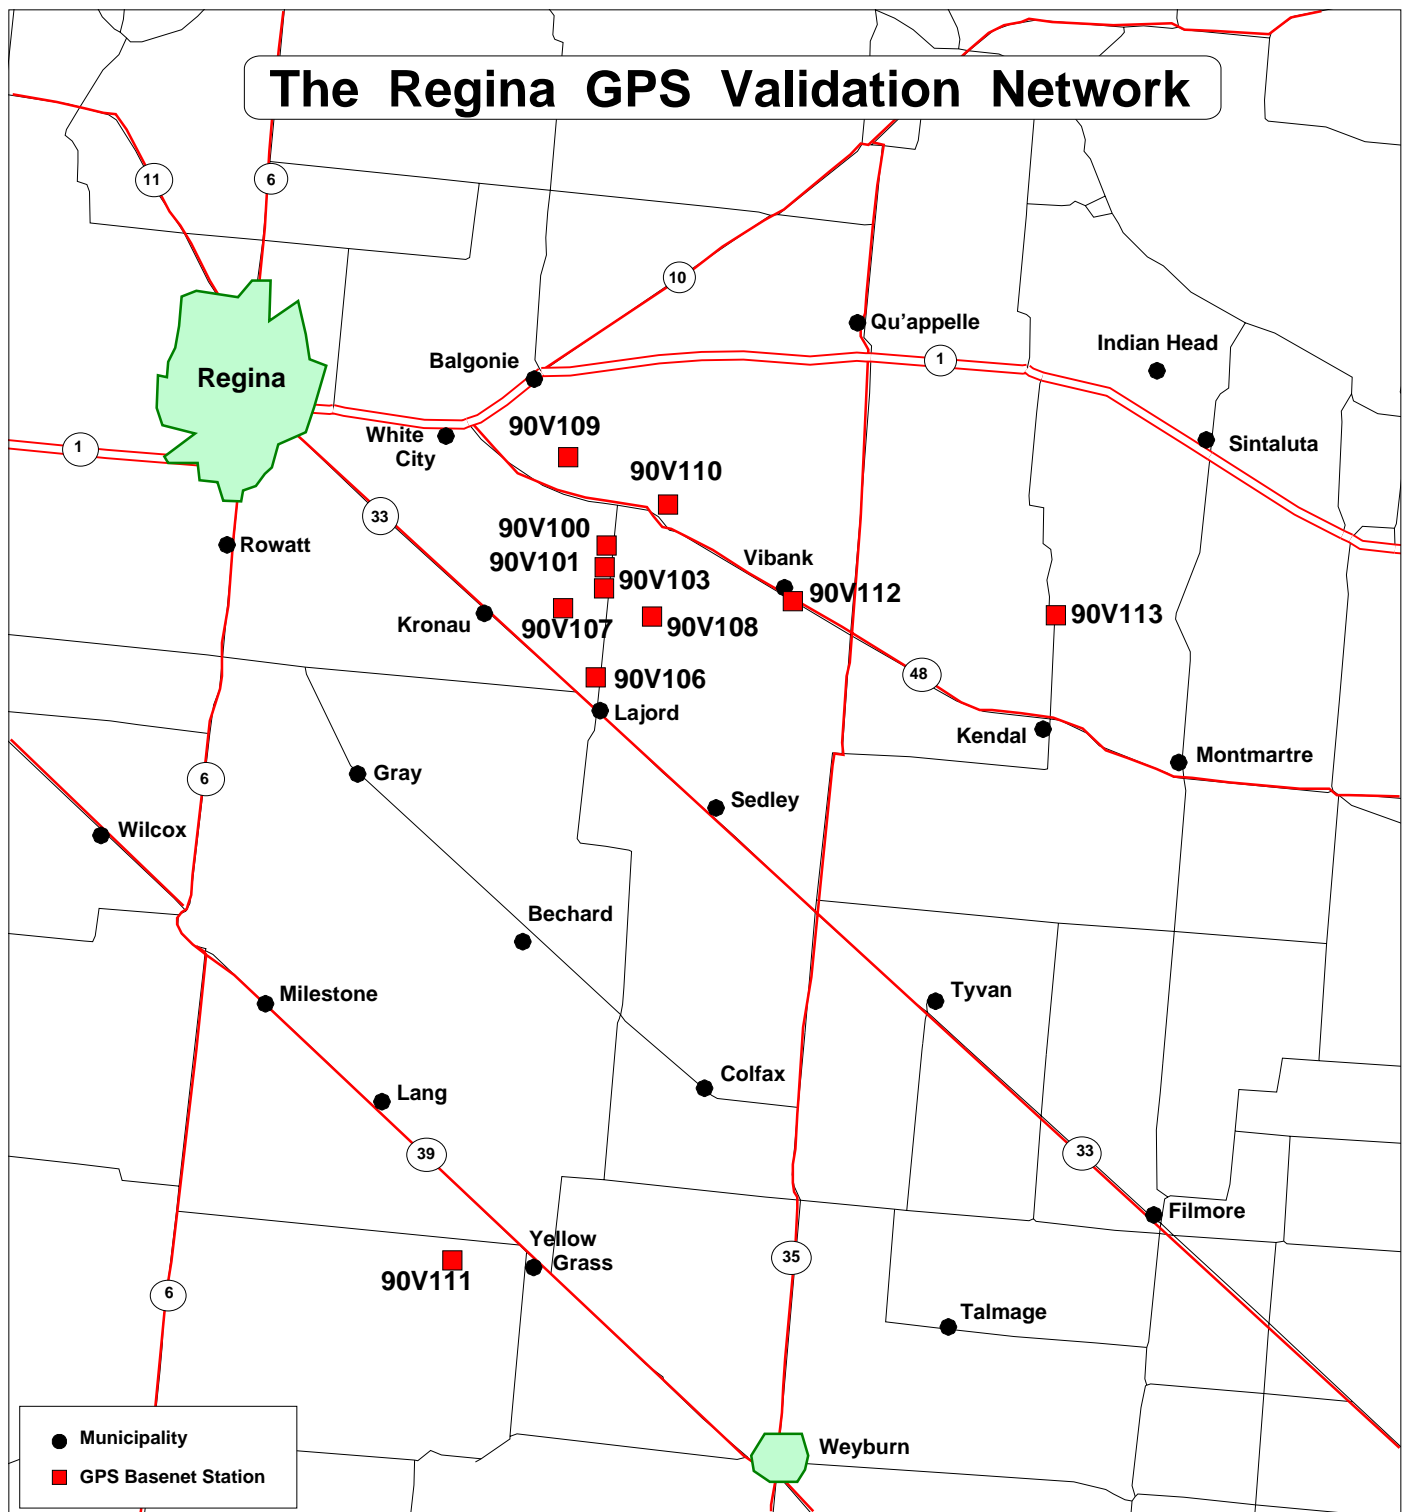 The Regina GPS Validation Network
11
6
10
Qu'appelle
Indian Head
1
Balgonie
Regina
White
City
90V109
Sintaluta
1
90V110
33
90V100
Rowatt
90V101
90V103
Vibank
90V112
90V113
Kronau
90V107
90V108
90V106
48
Lajord
Kendal
Montmartre
Gray
6
Sedley
Wilcox
Bechard
Milestone
Tyvan
Colfax
Lang
39
33
Filmore
Yellow
Grass
35
90V111
6
Talmage
Municipality
Weyburn
GPS Basenet Station